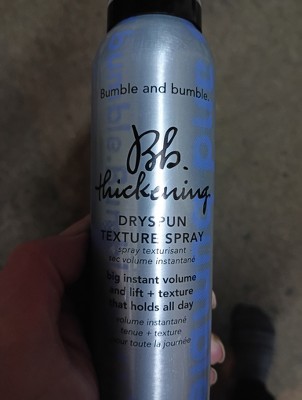 Bumble and bumble.
Bb.
thickening
DRYSPUN
TEXTURE SPRAY
spray texturisant
sec volume instantané
big instant volume
and lift + texture
that holds all day
volume instantané
tenue + texture
pour toute la journée